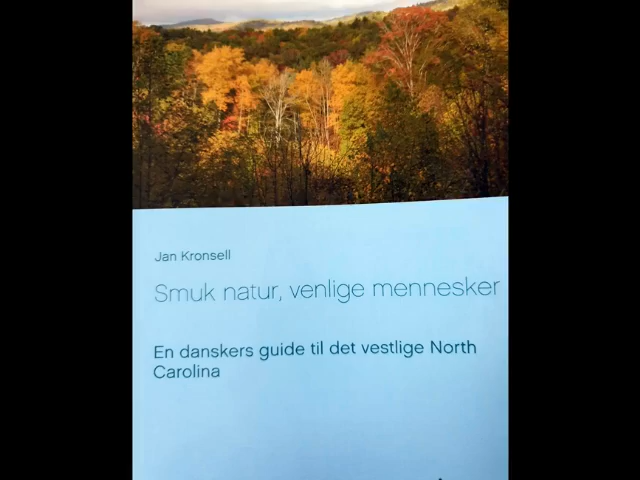 Jan Kronsell
Smuk natur, venlige mennesker
En danskers guide til det vestlige North
Carolina